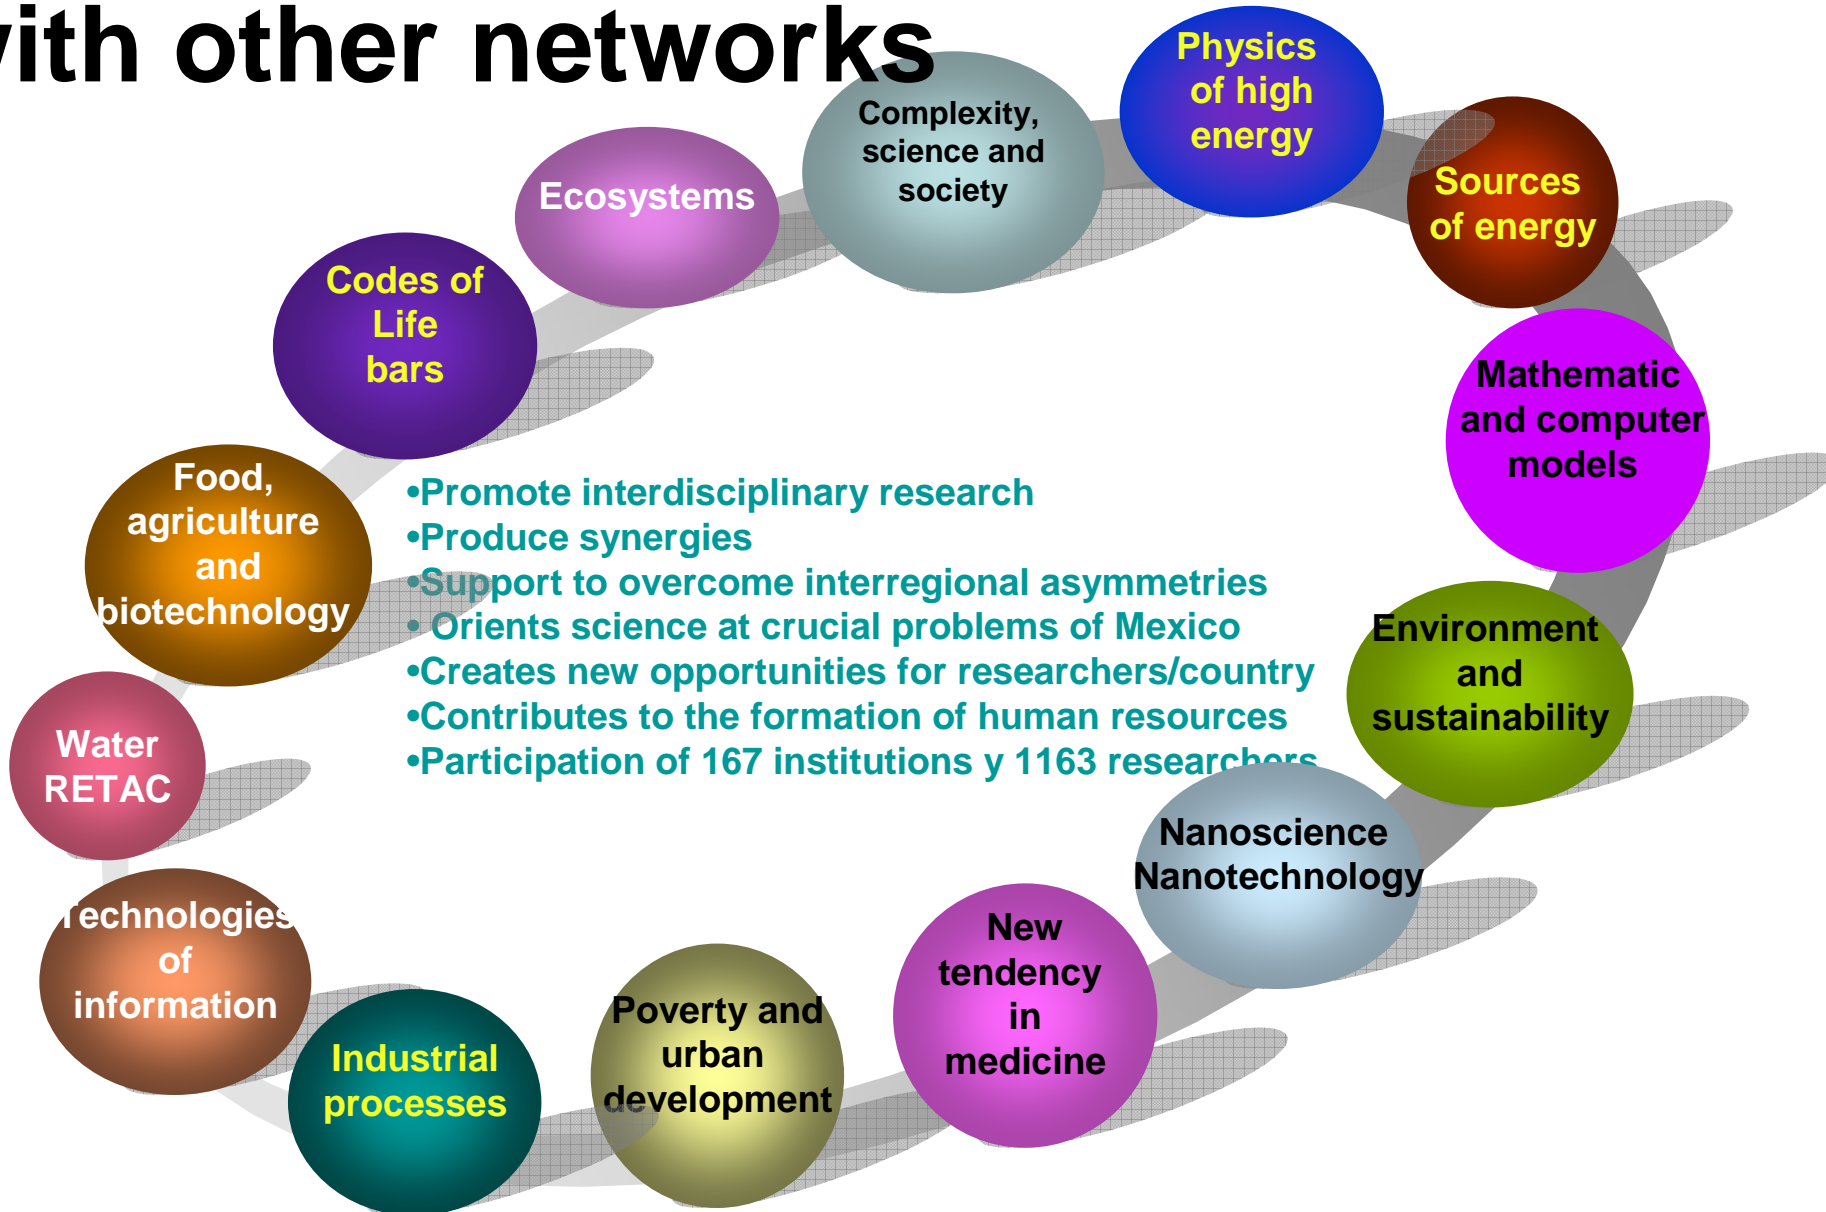 with other networks
Physics
of high
energy
Complexity,
science and
society
Sources
of energy
Ecosystems
Codes of
Life
bars
Mathematic
and computer
models
Food,
agriculture
and
biotechnology
•Promote interdisciplinary research
•Produce synergies
•Support to overcome interregional asymmetries
• Orients science at crucial problems of Mexico
•Creates new opportunities for researchers/country
•Contributes to the formation of human resources
•Participation of 167 institutions y 1163 researchers
Environment
and
sustainability
Water
RETAC
Nanoscience
Nanotechnology
Technologies
of
information
New
tendency
in
medicine
Poverty and
urban
development
Industrial
processes